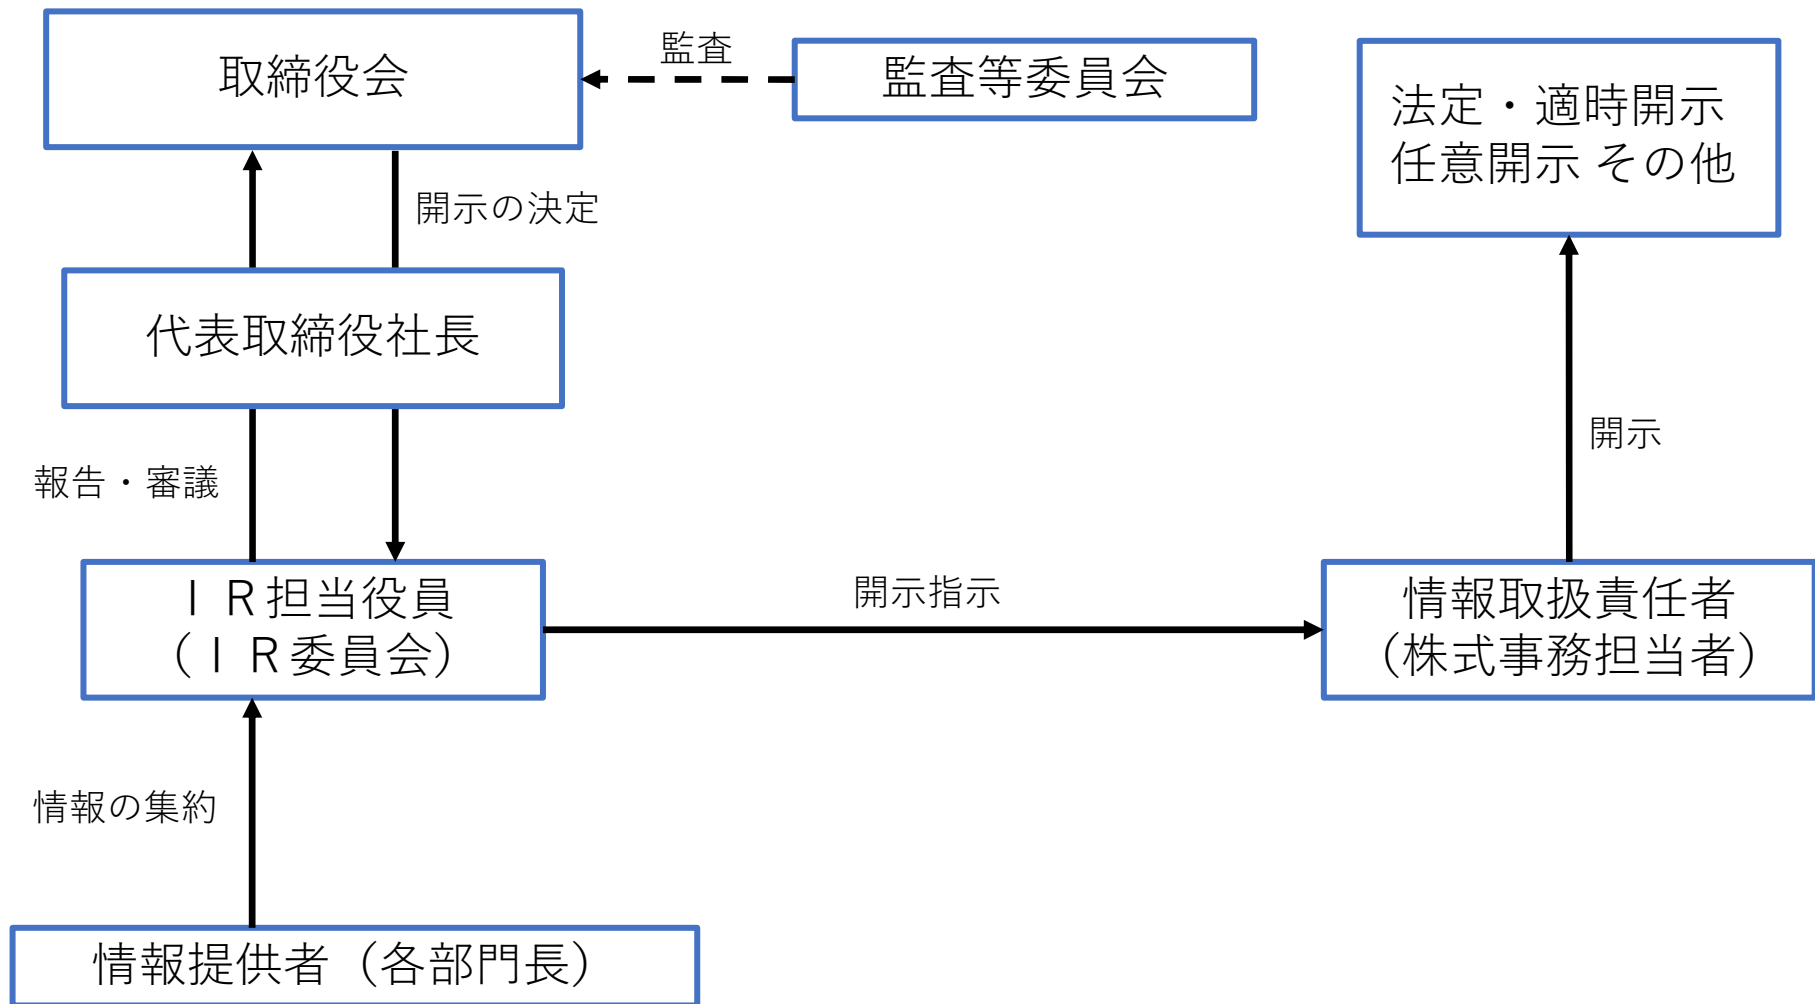 取締役会
監査
監査等委員会
法定・適時開示
任意開示 その他
開示の決定
代表取締役社長
開示
報告・審議
ＩＲ担当役員
（ＩＲ委員会）
開示指示
情報取扱責任者
（株式事務担当者）
情報の集約
情報提供者（各部門長）